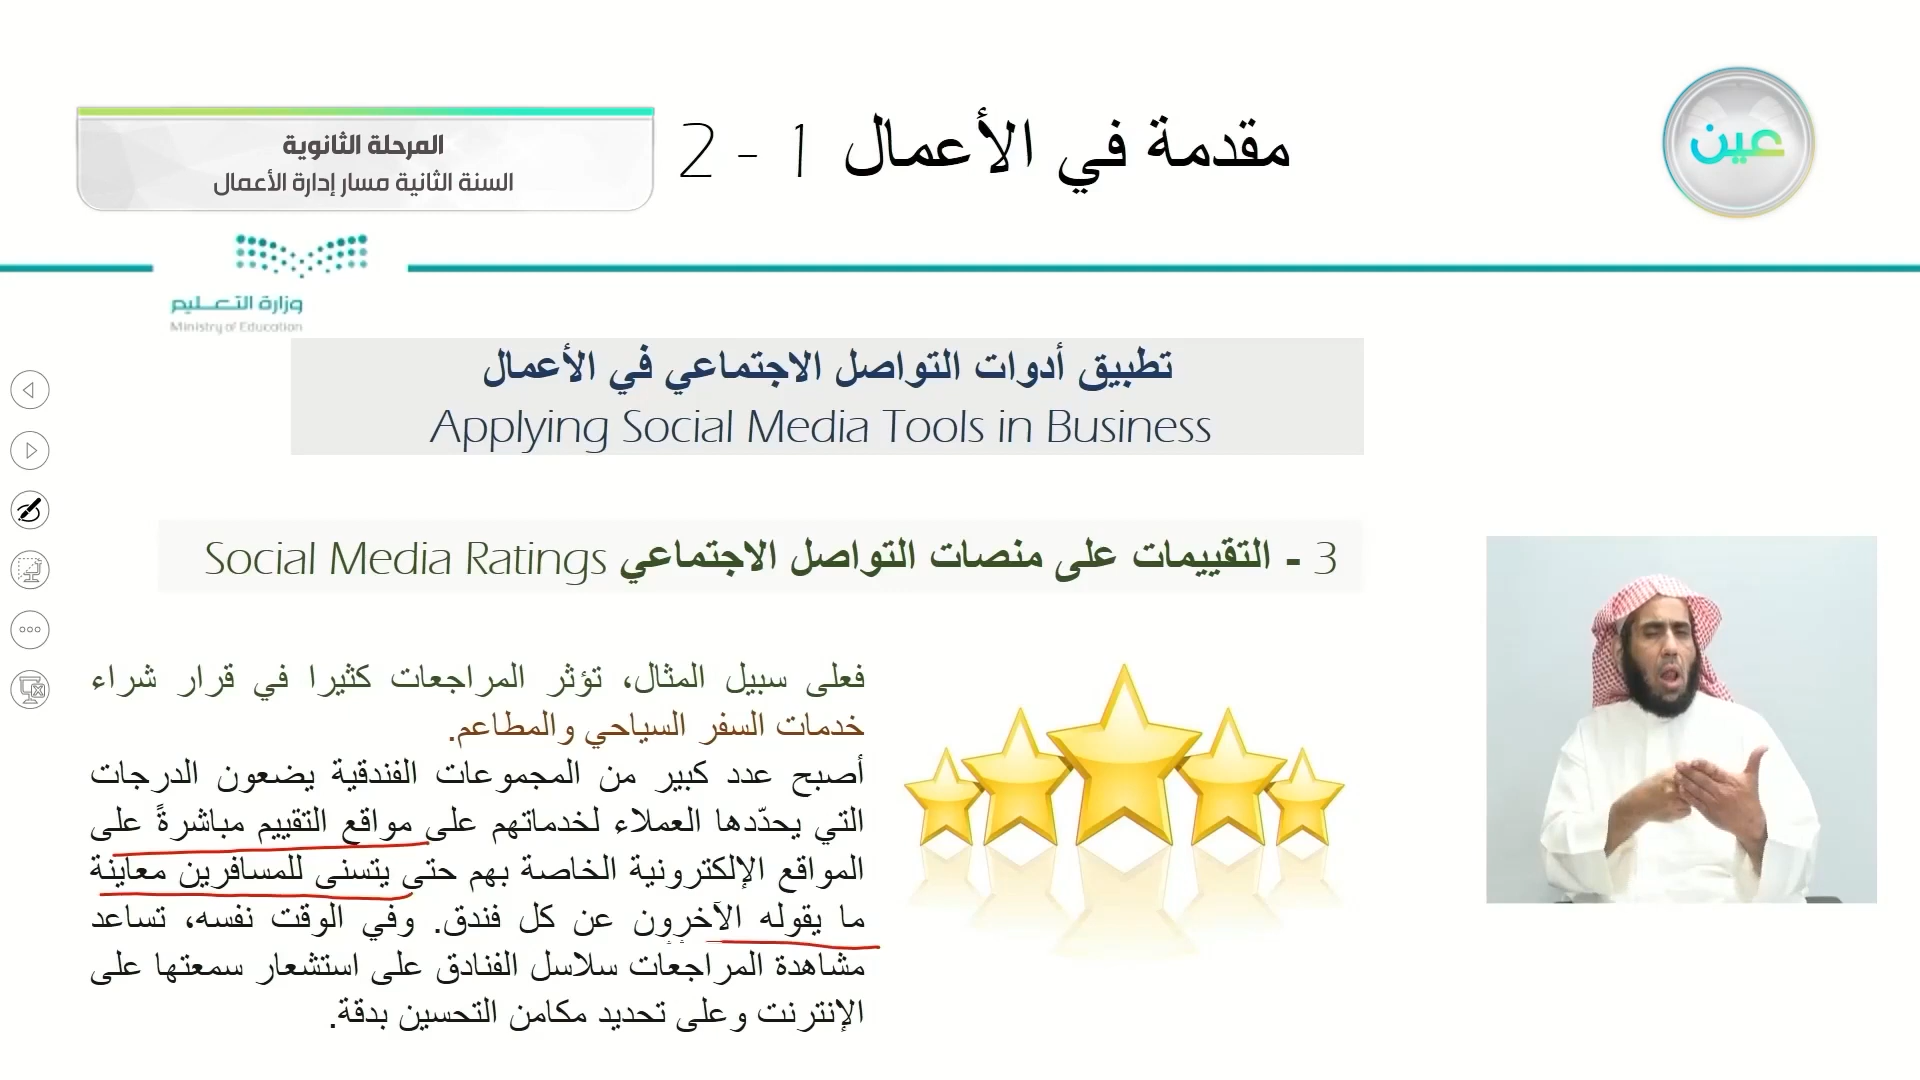 عين
مقدمة في الأعمال 1 - 2
المرحلة الثانوية
السنة الثانية مسار إدارة الأعمال
وزارة التعليم
Ministry of Education
تطبيق أدوات التواصل الاجتماعي في الأعمال
Applying Social Media Tools in Business
3 - التقييمات على منصات التواصل الاجتماعي Social Media Ratings
فعلى سبيل المثال، تؤثر المراجعات كثيرا في قرار شراء
خدمات السفر السياحي والمطاعم.
أصبح عدد كبير من المجموعات الفندقية يضعون الدرجات
التي يحدّدها العملاء لخدماتهم على مواقع التقييم مباشرةً على
المواقع الإلكترونية الخاصة بهم حتى يتسنى للمسافرين معاينة
ما يقوله الآخرون عن كل فندق. وفي الوقت نفسه، تساعد
مشاهدة المراجعات سلاسل الفنادق على استشعار سمعتها على
الإنترنت وعلى تحديد مكامن التحسين بدقة.